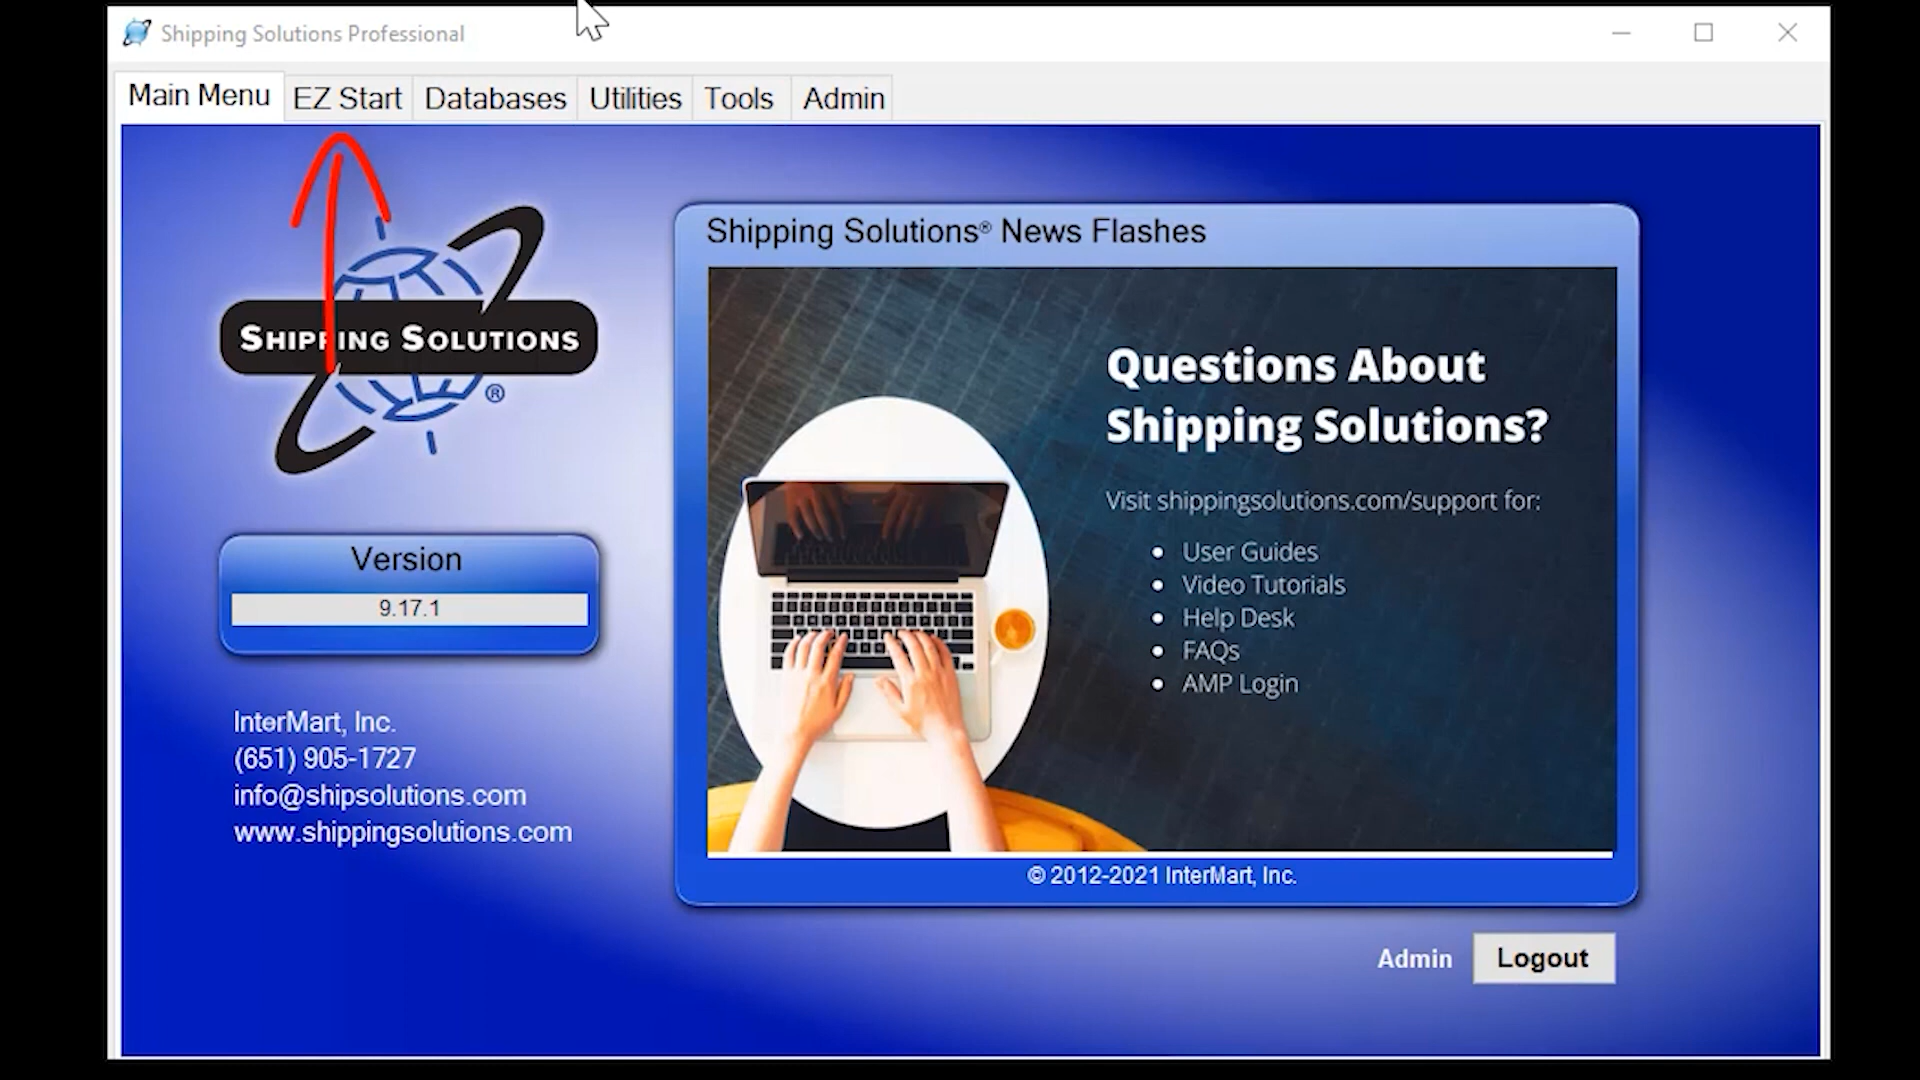 Shipping Solutions Professional
Main Menu EZ Start Databases Utilities Tools Admin
SHIPPING SOLUTIONS
®
Version
9.17.1
InterMart, Inc.
(651) 905-1727
info@shipsolutions.com
www.shippingsolutions.com
Shipping Solutions® News Flashes
Questions About
Shipping Solutions?
Visit shippingsolutions.com/support for:
• User Guides
• Video Tutorials
• Help Desk
• FAQs
• AMP Login
© 2012-2021 InterMart, Inc.
Admin Logout